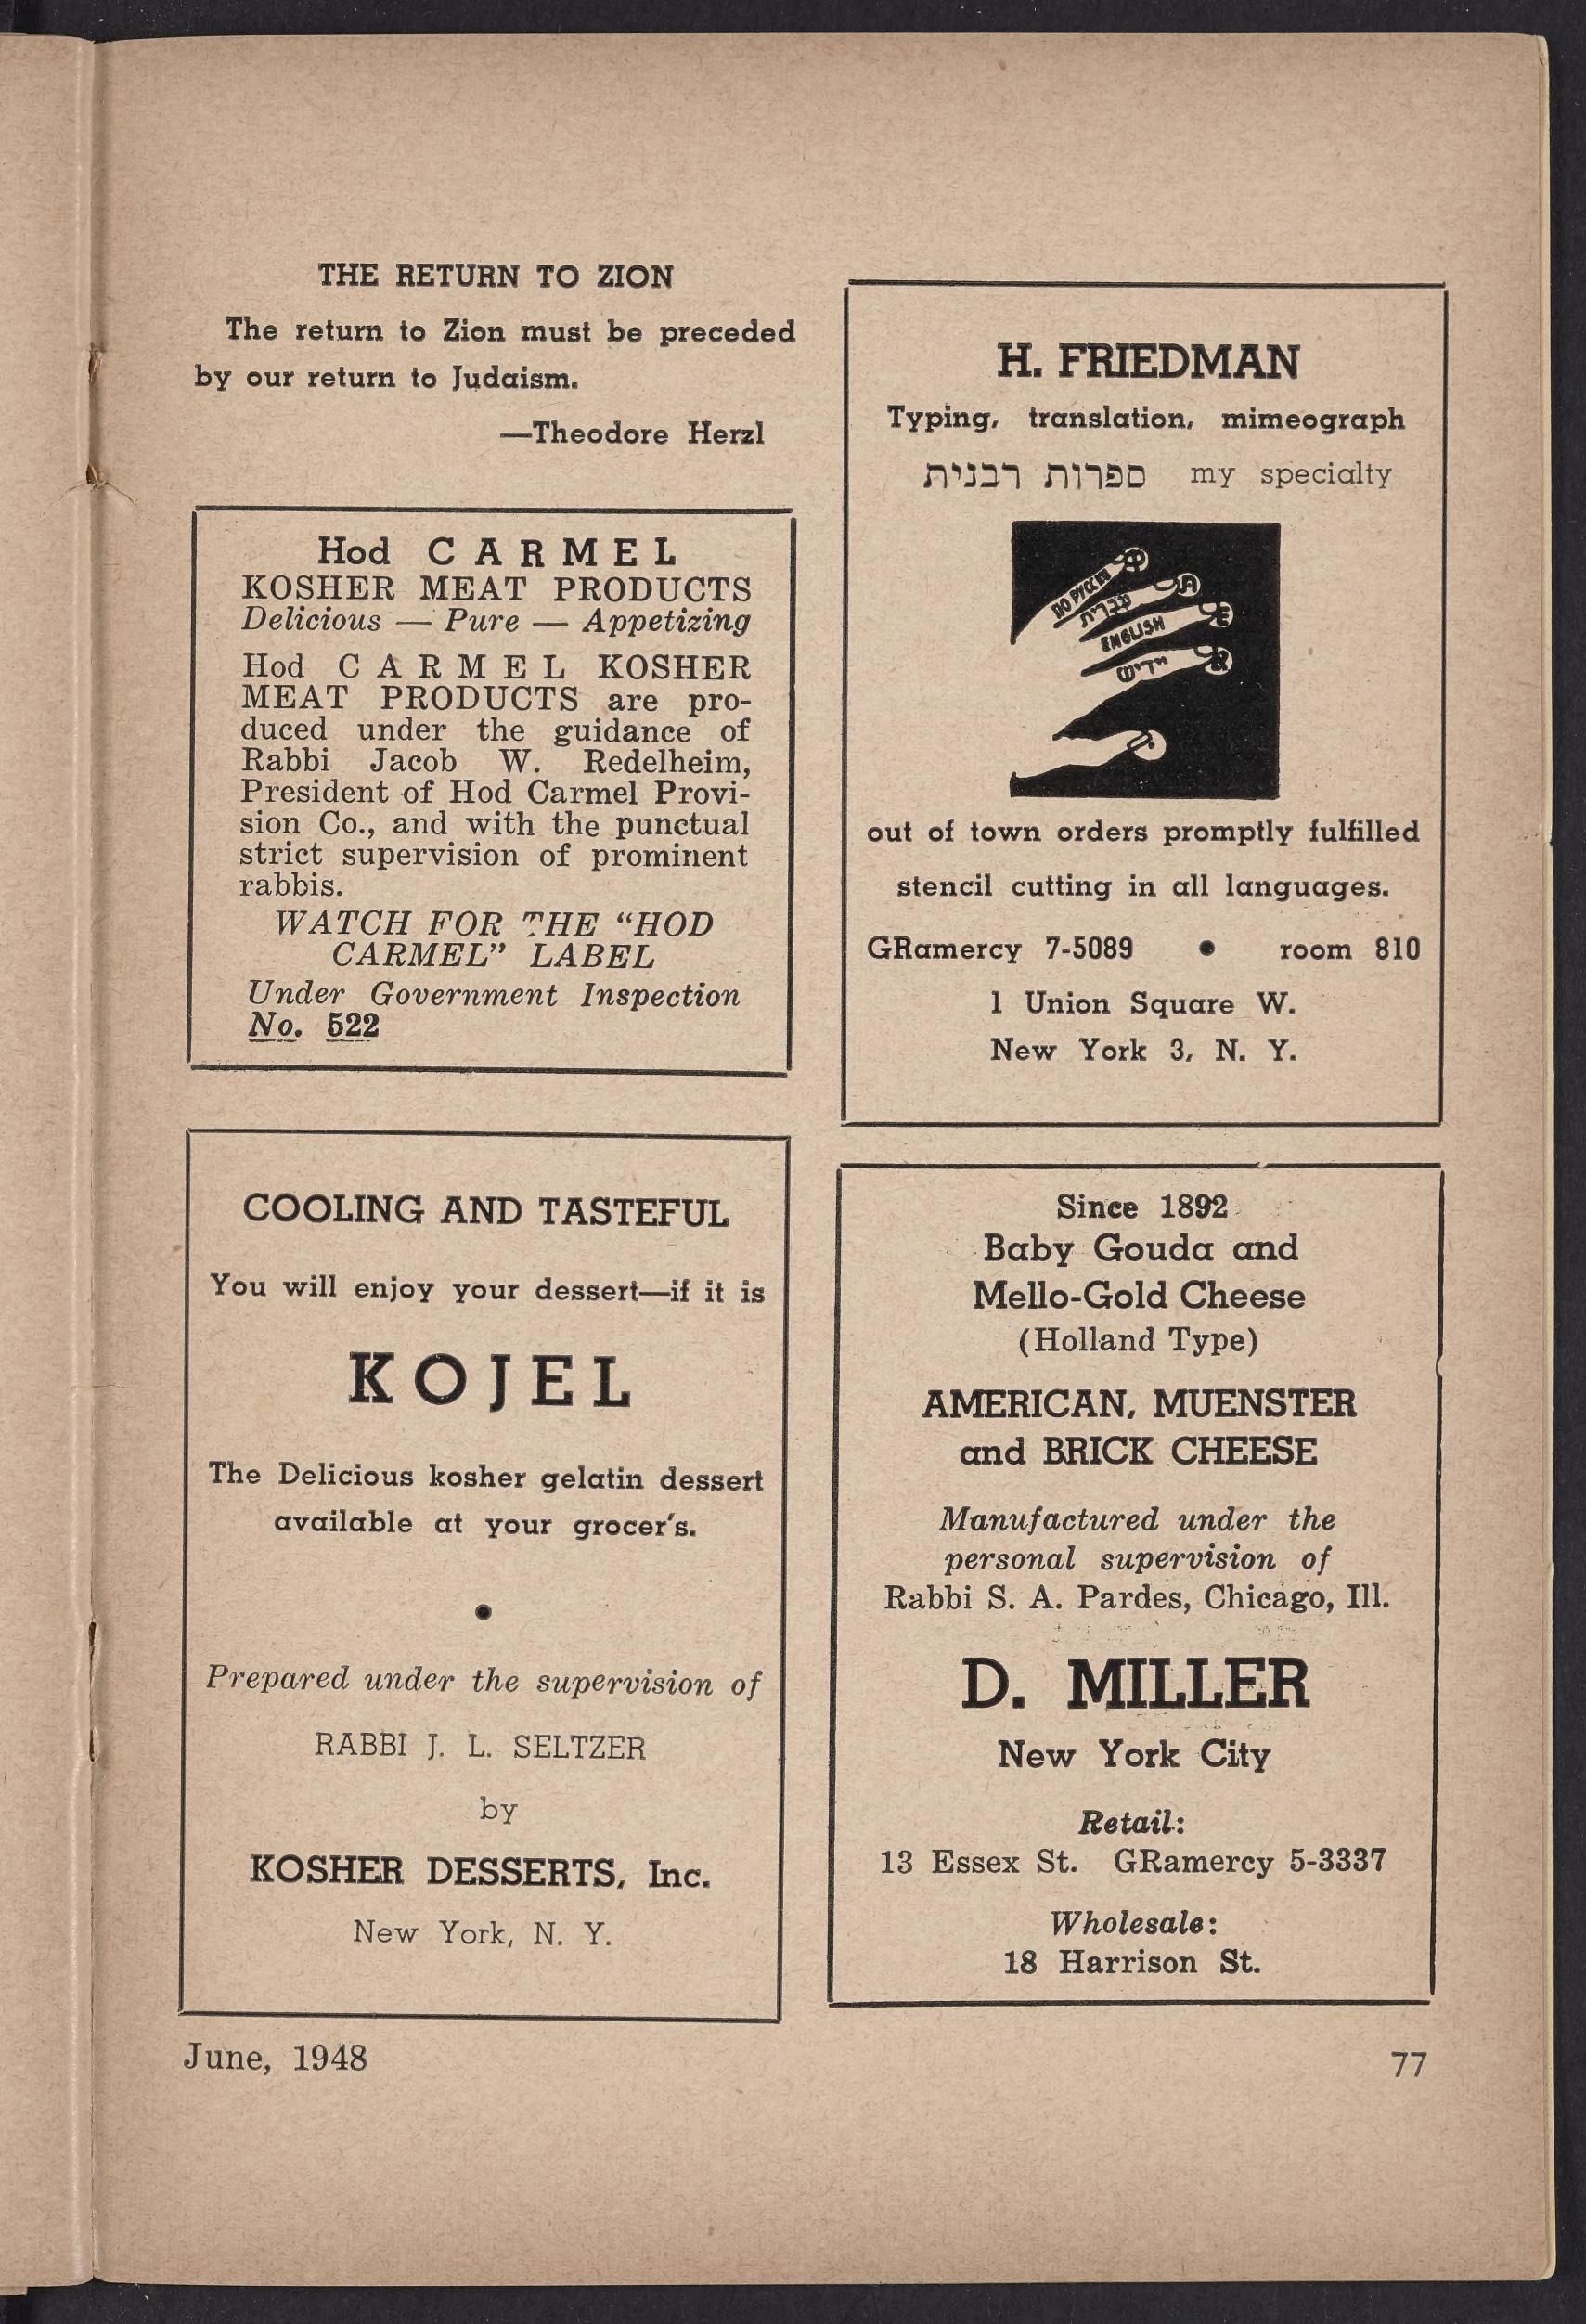 THE RETURN TO ZION
The return to Zion must be preceded
by our return to Judaism.
—Theodore Herzl
Hod CARMEL
KOSHER MEAT PRODUCTS
Delicious — Pure — Appetizing
Hod CARMEL KOSHER
MEAT PRODUCTS are pro-
duced under the guidance of
Rabbi Jacob W. Redelheim,
President of Hod Carmel Provi-
sion Co., and with the punctual
strict supervision of prominent
rabbis.
WATCH FOR THE “HOD
CARMEL” LABEL
Under Government Inspection
No. 522
COOLING AND TASTEFUL
You will enjoy your dessert—if it is
KOJEL
The Delicious kosher gelatin dessert
available at your grocer's.
•
Prepared under the supervision of
RABBI J. L. SELTZER
by
KOSHER DESSERTS, Inc.
New York, N. Y.
H. FRIEDMAN
Typing, translation, mimeograph
ספרות רבנית my specialty
ПО РУССКИ Я
עברית א
ENGLISH E
יידיש א
out of town orders promptly fulfilled
stencil cutting in all languages.
GRamercy 7-5089 • room 810
1 Union Square W.
New York 3, N. Y.
Since 1892
Baby Gouda and
Mello-Gold Cheese
(Holland Type)
AMERICAN, MUENSTER
and BRICK CHEESE
Manufactured under the
personal supervision of
Rabbi S. A. Pardes, Chicago, Ill.
D. MILLER
New York City
Retail:
13 Essex St. GRamercy 5-3337
Wholesale:
18 Harrison St.
June, 1948
77